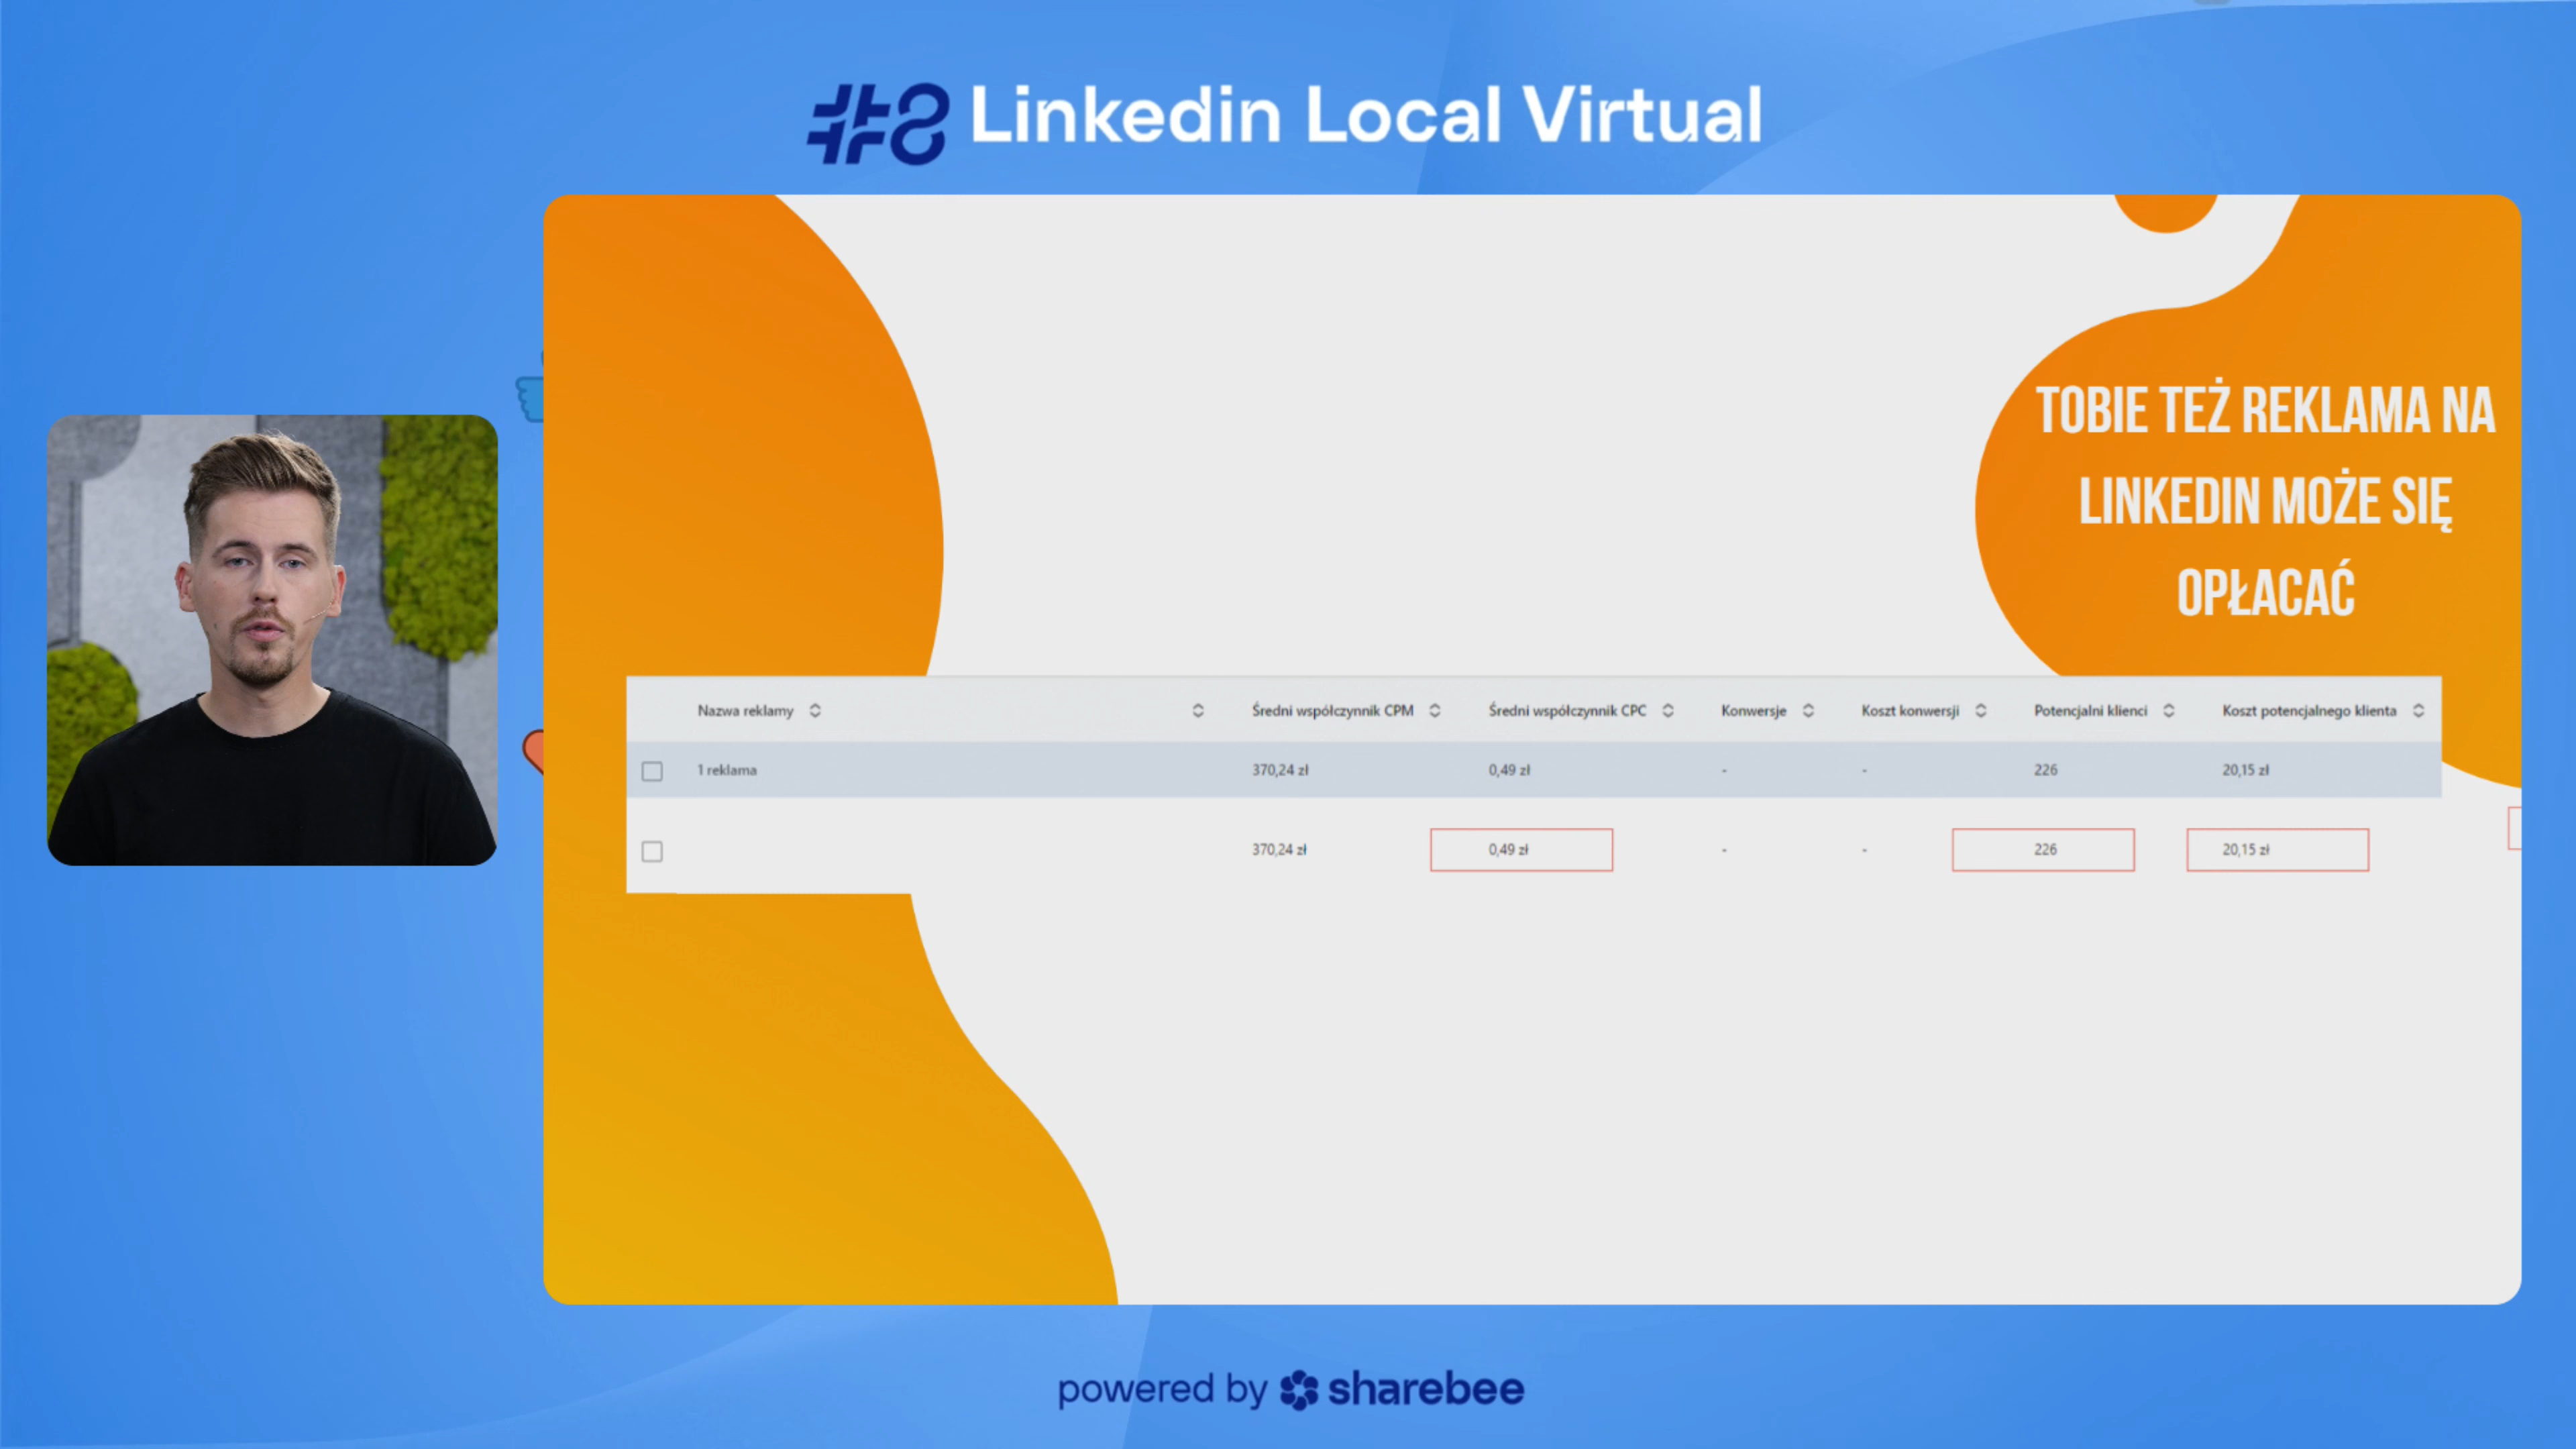 #8 Linkedin Local Virtual
TOBIE TEŻ REKLAMA NA
LINKEDIN MOŻE SIĘ
OPŁACAĆ
Nazwa reklamy Średni współczynnik CPM Średni współczynnik CPC Konwersje Koszt konwersji Potencjalni klienci Koszt potencjalnego klienta
1 reklama 370,24 zł 0,49 zł - - 226 20,15 zł
370,24 zł 0,49 zł - - 226 20,15 zł
powered by sharebee